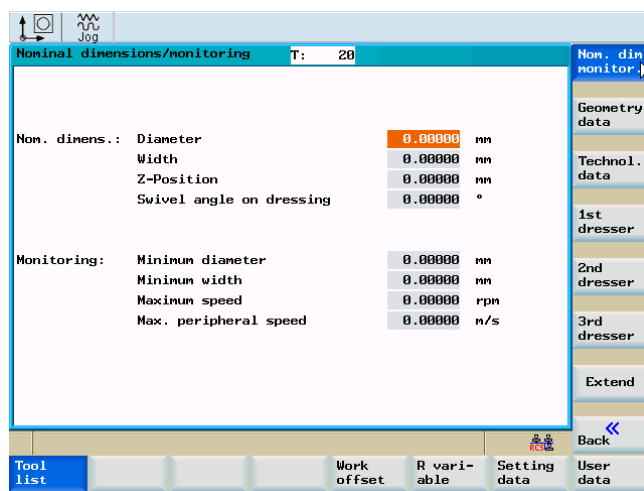 Jog
Nominal dimensions/monitoring T: 20
Nom. dimens.: Diameter 0.00000 mm
Width 0.00000 mm
Z-Position 0.00000 mm
Swivel angle on dressing 0.00000 °
Monitoring: Minimum diameter 0.00000 mm
Minimum width 0.00000 mm
Maximum speed 0.00000 rpm
Max. peripheral speed 0.00000 m/s
Nom. dim
monitor.
Geometry
data
Technol.
data
1st
dresser
2nd
dresser
3rd
dresser
Extend
«
Back
RCS
Tool
list
Work
offset
R vari-
able
Setting
data
User
data